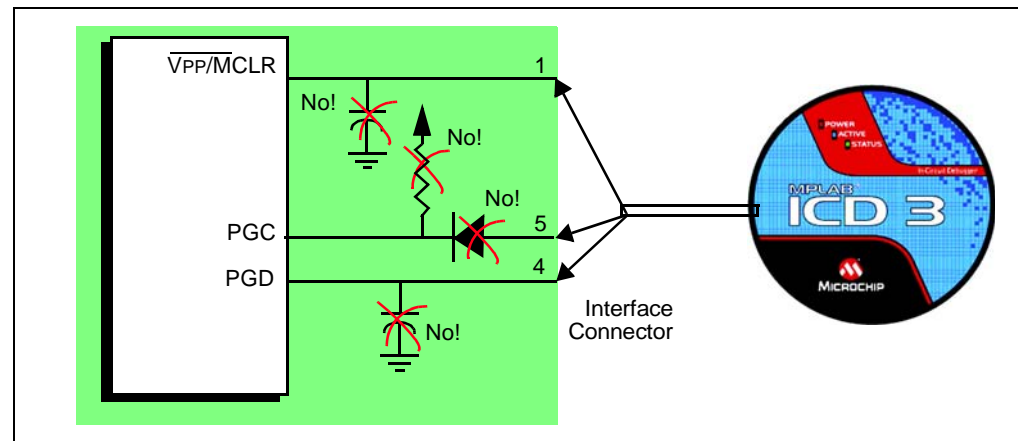 VPP/MCLR
1
No!
No!
No!
PGC
5
PGD
4
No!
Interface
Connector
POWER
ACTIVE
STATUS
In-Circuit Debugger
MPLAB
ICD 3
MICROCHIP